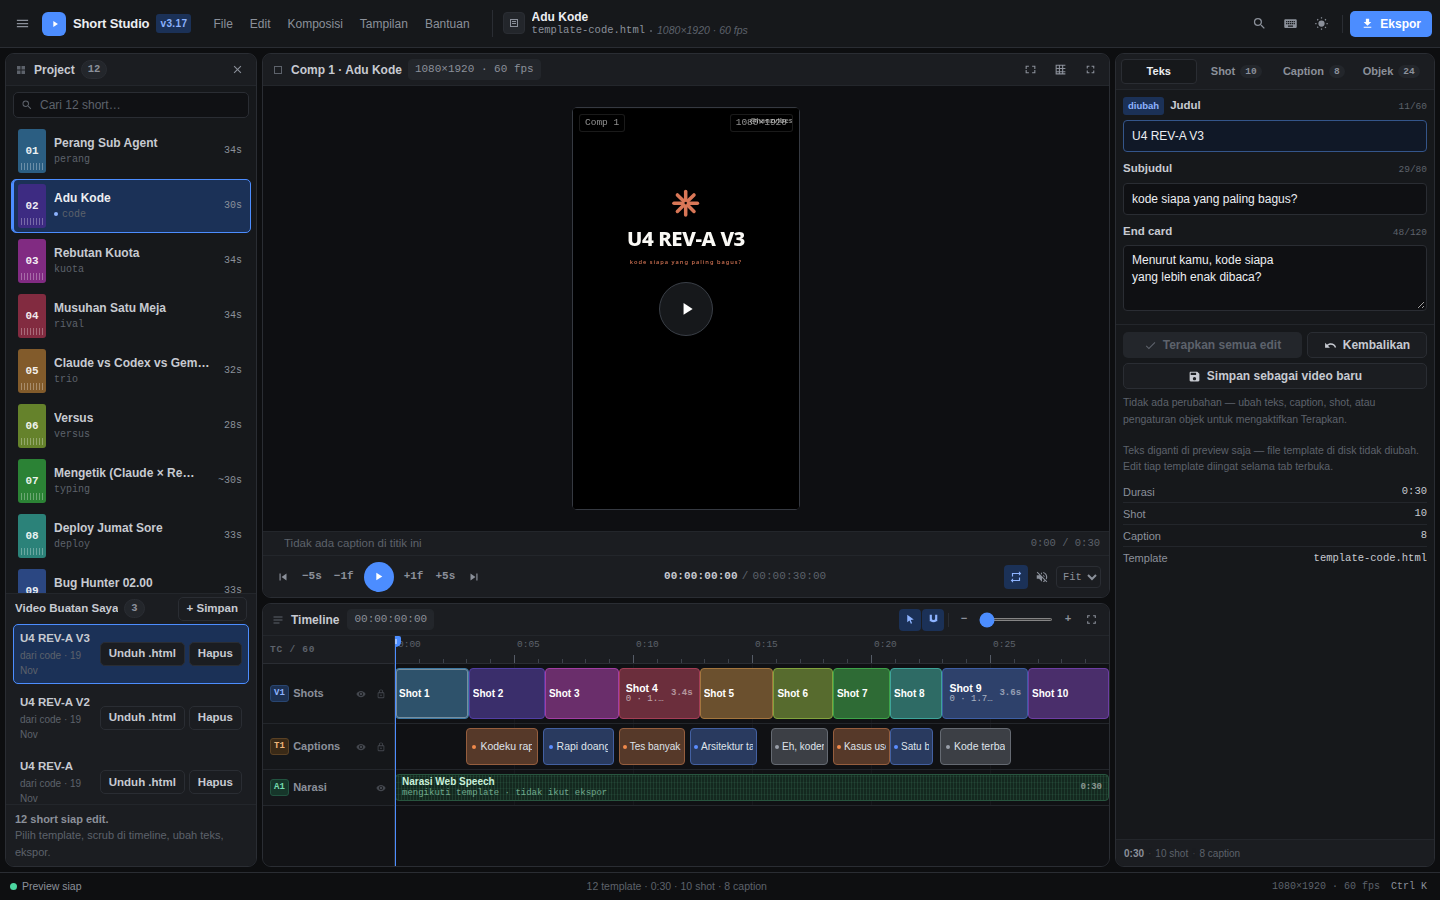 Short Studio v3.17 File Edit Komposisi Tampilan Bantuan
Adu Kode
template-code.html · 1080×1920 · 60 fps
Ekspor
Project 12
Cari 12 short…
01 Perang Sub Agent 34s
perang
02 Adu Kode 30s
code
03 Rebutan Kuota 34s
kuota
04 Musuhan Satu Meja 34s
rival
05 Claude vs Codex vs Gem… 32s
trio
06 Versus 28s
versus
07 Mengetik (Claude × Re… ~30s
typing
08 Deploy Jumat Sore 33s
deploy
09 Bug Hunter 02.00 33s
Video Buatan Saya 3 + Simpan
U4 REV-A V3
dari code · 19 Nov
Unduh .html Hapus
U4 REV-A V2
dari code · 19 Nov
Unduh .html Hapus
U4 REV-A
dari code · 19 Nov
Unduh .html Hapus
12 short siap edit.
Pilih template, scrub di timeline, ubah teks,
ekspor.
Comp 1 · Adu Kode 1080×1920 · 60 fps
Comp 1 1080×1920
U4 REV-A V3
kode siapa yang paling bagus?
Tidak ada caption di titik ini 0:00 / 0:30
−5s −1f +1f +5s 00:00:00:00 / 00:00:30:00 Fit
Timeline 00:00:00:00 − +
TC / 60 0:00 0:05 0:10 0:15 0:20 0:25
V1 Shots
Shot 1 Shot 2 Shot 3 Shot 4 3.4s Shot 5 Shot 6 Shot 7 Shot 8 Shot 9 3.6s Shot 10
0 · 1.… 0 · 1.7…
T1 Captions
Kodeku rap Rapi doang Tes banyak Arsitektur ta Eh, koder Kasus us Satu b Kode terba
A1 Narasi
Narasi Web Speech
mengikuti template · tidak ikut ekspor 0:30
Teks Shot 10 Caption 8 Objek 24
diubah Judul 11/60
U4 REV-A V3
Subjudul 29/80
kode siapa yang paling bagus?
End card 48/120
Menurut kamu, kode siapa
yang lebih enak dibaca?
Terapkan semua edit Kembalikan
Simpan sebagai video baru
Tidak ada perubahan — ubah teks, caption, shot, atau
pengaturan objek untuk mengaktifkan Terapkan.
Teks diganti di preview saja — file template di disk tidak diubah.
Edit tiap template diingat selama tab terbuka.
Durasi 0:30
Shot 10
Caption 8
Template template-code.html
0:30 · 10 shot · 8 caption
Preview siap 12 template · 0:30 · 10 shot · 8 caption 1080×1920 · 60 fps Ctrl K